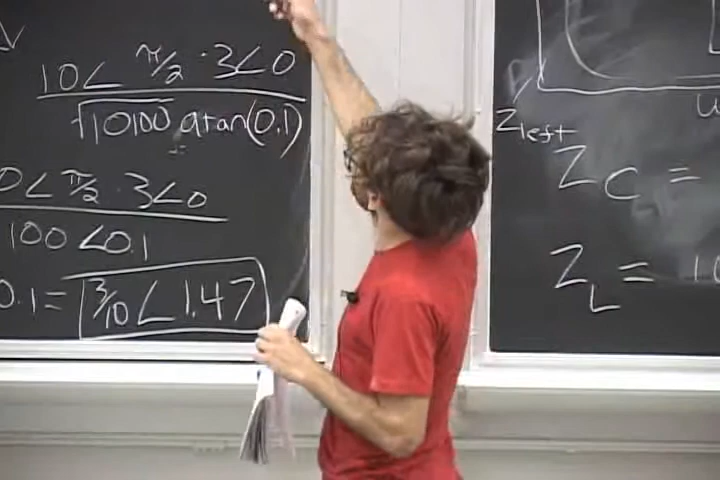 10∠π/2 · 3∠0
√10100 atan(0.1)
0∠π/2 · 3∠0
100∠0.1
0.1 = 3/10∠1.47
Zleft
Zc =
ZL = 10